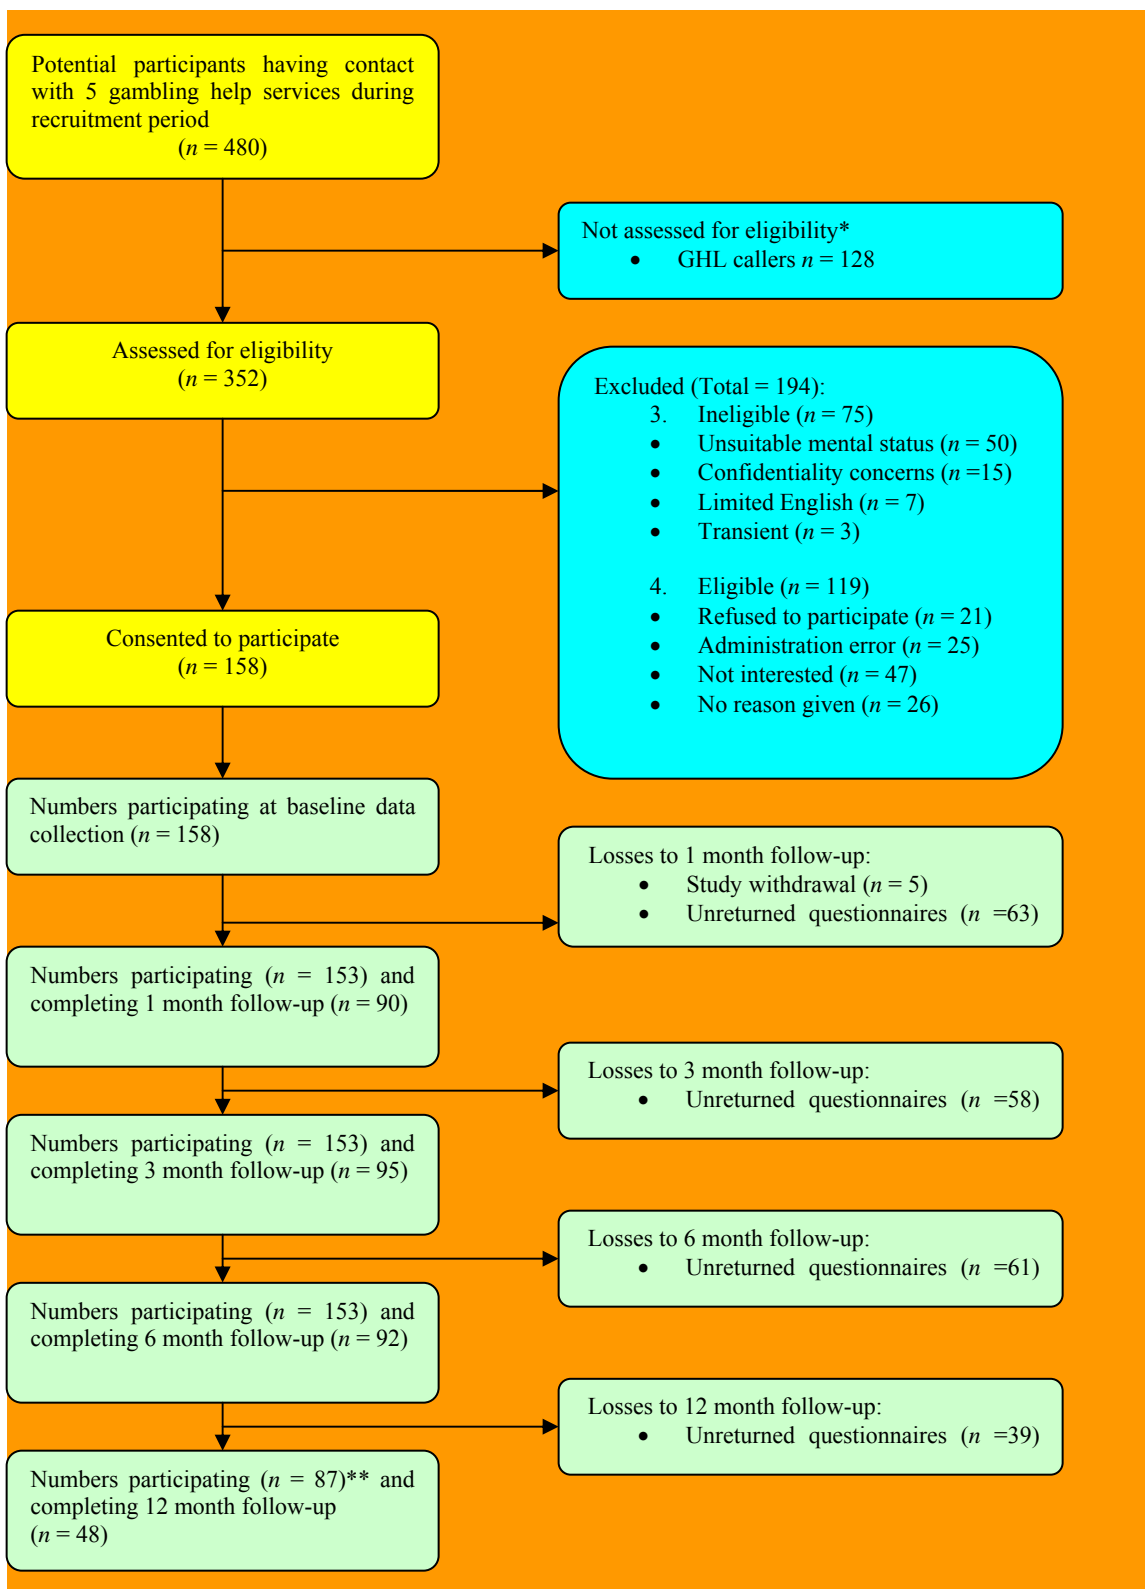 Potential participants having contact
with 5 gambling help services during
recruitment period
(n = 480)
Not assessed for eligibility*
• GHL callers n = 128
Assessed for eligibility
(n = 352)
Excluded (Total = 194):
3. Ineligible (n = 75)
• Unsuitable mental status (n = 50)
• Confidentiality concerns (n =15)
• Limited English (n = 7)
• Transient (n = 3)
4. Eligible (n = 119)
• Refused to participate (n = 21)
• Administration error (n = 25)
• Not interested (n = 47)
• No reason given (n = 26)
Consented to participate
(n = 158)
Numbers participating at baseline data
collection (n = 158)
Losses to 1 month follow-up:
• Study withdrawal (n = 5)
• Unreturned questionnaires (n =63)
Numbers participating (n = 153) and
completing 1 month follow-up (n = 90)
Losses to 3 month follow-up:
• Unreturned questionnaires (n =58)
Numbers participating (n = 153) and
completing 3 month follow-up (n = 95)
Losses to 6 month follow-up:
• Unreturned questionnaires (n =61)
Numbers participating (n = 153) and
completing 6 month follow-up (n = 92)
Losses to 12 month follow-up:
• Unreturned questionnaires (n =39)
Numbers participating (n = 87)** and
completing 12 month follow-up
(n = 48)